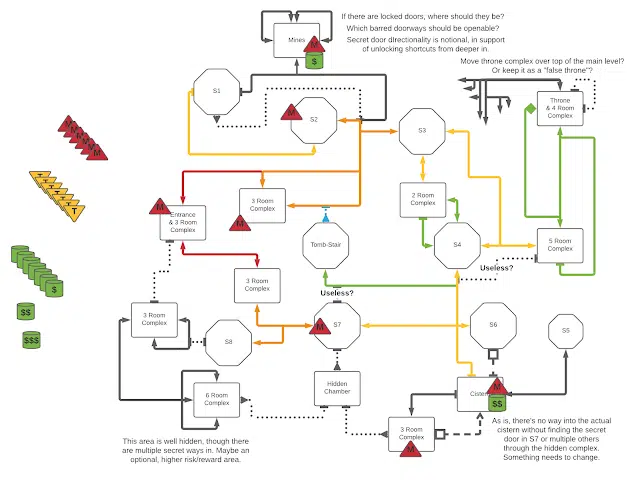 If there are locked doors, where should they be?
Which barred doorways should be openable?
Secret door directionality is notional, in support
of unlocking shortcuts from deeper in.
Mines
M
$
Move throne complex over top of the main level?
Or keep it as a "false throne"?
S1
M
S2
S3
Throne
& 4 Room
Complex
M
M
M
M
M
T
T
T
T
T
T
M
Entrance
& 3 Room
Complex
3 Room
Complex
M
2 Room
Complex
Tomb-Stair
S4
5 Room
Complex
Useless?
$
$$
$$$
3 Room
Complex
Useless?
3 Room
Complex
S8
M
S7
S6
S5
6 Room
Complex
Hidden
Chamber
M
$$
3 Room
Complex
M
This area is well hidden, though there
are multiple secret ways in. Maybe an
optional, higher risk/reward area.
As is, there's no way into the actual
cistern without finding the secret
door in S7 or multiple others
through the hidden complex.
Something needs to change.